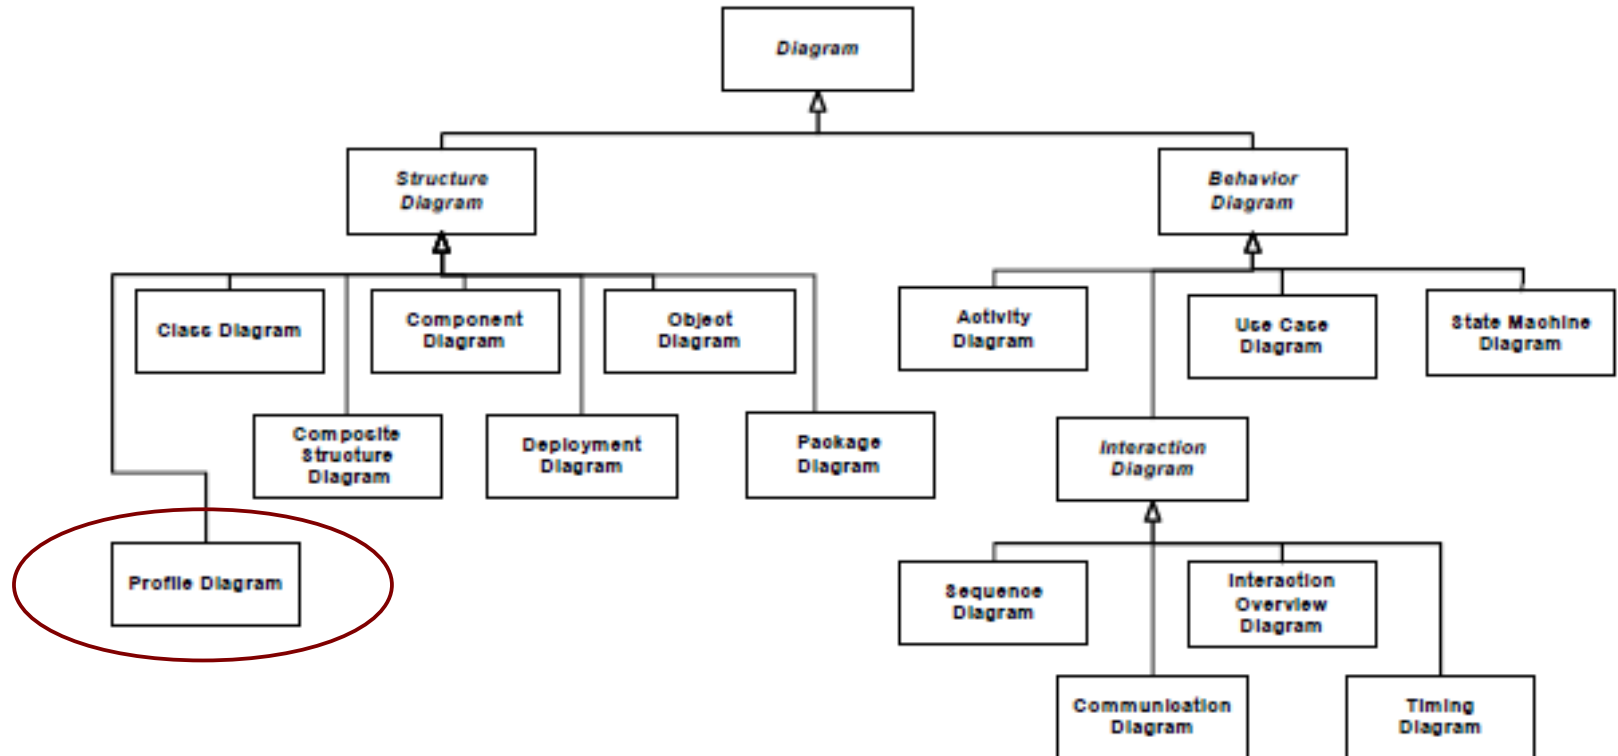 Diagram
Structure
Diagram
Behavior
Diagram
Class Diagram
Component
Diagram
Object
Diagram
Activity
Diagram
Use Case
Diagram
State Machine
Diagram
Composite
Structure
Diagram
Deployment
Diagram
Package
Diagram
Interaction
Diagram
Profile Diagram
Sequence
Diagram
Interaction
Overview
Diagram
Communication
Diagram
Timing
Diagram